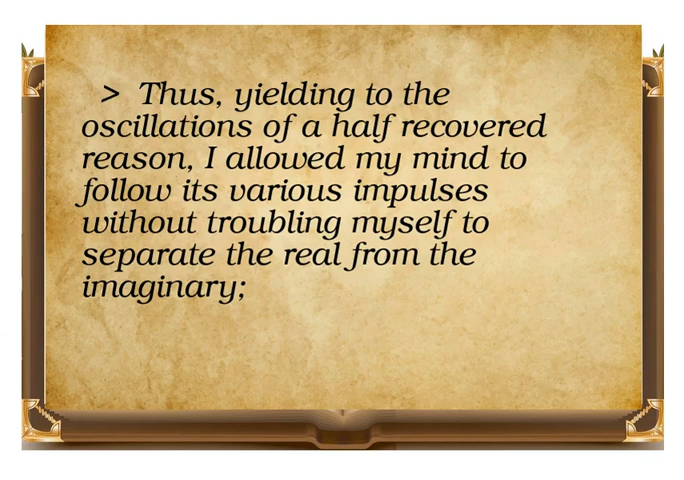 > Thus, yielding to the
oscillations of a half recovered
reason, I allowed my mind to
follow its various impulses
without troubling myself to
separate the real from the
imaginary;